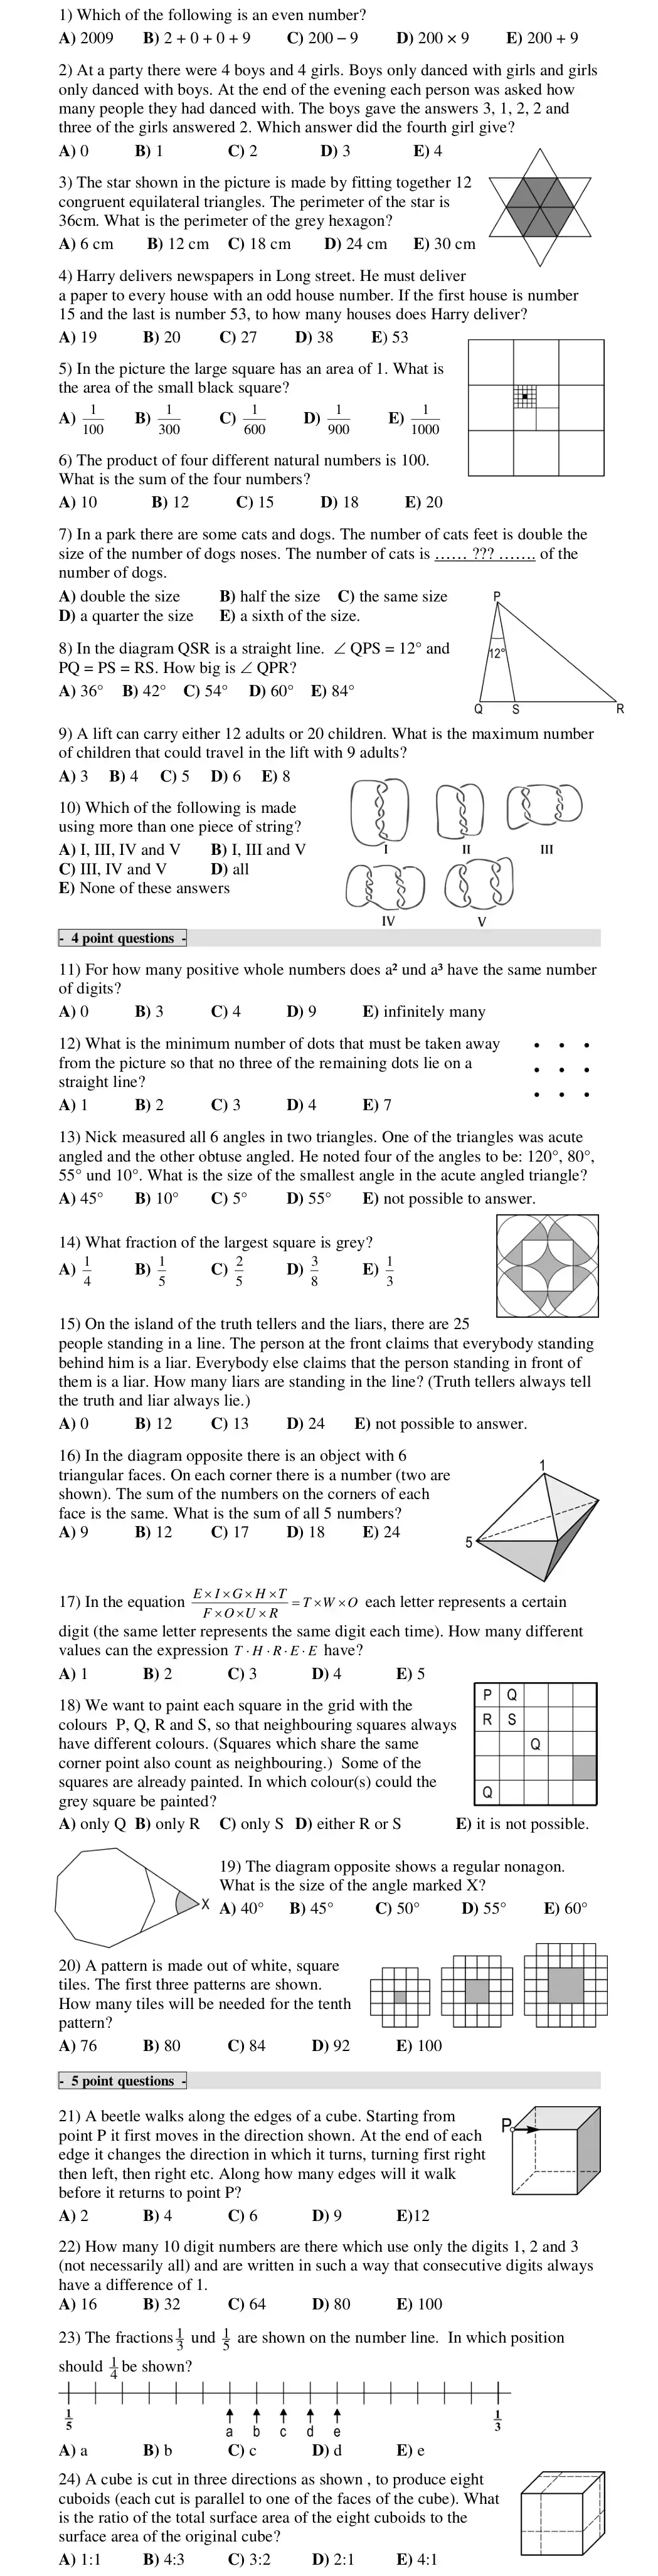 1) Which of the following is an even number?
A) 2009 B) 2 + 0 + 0 + 9 C) 200 – 9 D) 200 × 9 E) 200 + 9
2) At a party there were 4 boys and 4 girls. Boys only danced with girls and girls
only danced with boys. At the end of the evening each person was asked how
many people they had danced with. The boys gave the answers 3, 1, 2, 2 and
three of the girls answered 2. Which answer did the fourth girl give?
A) 0 B) 1 C) 2 D) 3 E) 4
3) The star shown in the picture is made by fitting together 12
congruent equilateral triangles. The perimeter of the star is
36cm. What is the perimeter of the grey hexagon?
A) 6 cm B) 12 cm C) 18 cm D) 24 cm E) 30 cm
4) Harry delivers newspapers in Long street. He must deliver
a paper to every house with an odd house number. If the first house is number
15 and the last is number 53, to how many houses does Harry deliver?
A) 19 B) 20 C) 27 D) 38 E) 53
5) In the picture the large square has an area of 1. What is
the area of the small black square?
A) 1/100 B) 1/300 C) 1/600 D) 1/900 E) 1/1000
6) The product of four different natural numbers is 100.
What is the sum of the four numbers?
A) 10 B) 12 C) 15 D) 18 E) 20
7) In a park there are some cats and dogs. The number of cats feet is double the
size of the number of dogs noses. The number of cats is …… ??? ……. of the
number of dogs.
A) double the size B) half the size C) the same size
D) a quarter the size E) a sixth of the size.
P
12°
Q S R
8) In the diagram QSR is a straight line. ∠ QPS = 12° and
PQ = PS = RS. How big is ∠ QPR?
A) 36° B) 42° C) 54° D) 60° E) 84°
9) A lift can carry either 12 adults or 20 children. What is the maximum number
of children that could travel in the lift with 9 adults?
A) 3 B) 4 C) 5 D) 6 E) 8
10) Which of the following is made
using more than one piece of string?
A) I, III, IV and V B) I, III and V
C) III, IV and V D) all
E) None of these answers
I II III
IV V
- 4 point questions -
11) For how many positive whole numbers does a² und a³ have the same number
of digits?
A) 0 B) 3 C) 4 D) 9 E) infinitely many
12) What is the minimum number of dots that must be taken away
from the picture so that no three of the remaining dots lie on a
straight line?
A) 1 B) 2 C) 3 D) 4 E) 7
13) Nick measured all 6 angles in two triangles. One of the triangles was acute
angled and the other obtuse angled. He noted four of the angles to be: 120°, 80°,
55° und 10°. What is the size of the smallest angle in the acute angled triangle?
A) 45° B) 10° C) 5° D) 55° E) not possible to answer.
14) What fraction of the largest square is grey?
A) 1/4 B) 1/5 C) 2/5 D) 3/8 E) 1/3
15) On the island of the truth tellers and the liars, there are 25
people standing in a line. The person at the front claims that everybody standing
behind him is a liar. Everybody else claims that the person standing in front of
them is a liar. How many liars are standing in the line? (Truth tellers always tell
the truth and liar always lie.)
A) 0 B) 12 C) 13 D) 24 E) not possible to answer.
16) In the diagram opposite there is an object with 6
triangular faces. On each corner there is a number (two are
shown). The sum of the numbers on the corners of each
face is the same. What is the sum of all 5 numbers?
A) 9 B) 12 C) 17 D) 18 E) 24
1
5
17) In the equation E×I×G×H×T / F×O×U×R = T×W×O each letter represents a certain
digit (the same letter represents the same digit each time). How many different
values can the expression T · H · R · E · E have?
A) 1 B) 2 C) 3 D) 4 E) 5
18) We want to paint each square in the grid with the
colours P, Q, R and S, so that neighbouring squares always
have different colours. (Squares which share the same
corner point also count as neighbouring.) Some of the
squares are already painted. In which colour(s) could the
grey square be painted?
A) only Q B) only R C) only S D) either R or S E) it is not possible.
P Q
R S
Q
Q
19) The diagram opposite shows a regular nonagon.
What is the size of the angle marked X?
X
A) 40° B) 45° C) 50° D) 55° E) 60°
20) A pattern is made out of white, square
tiles. The first three patterns are shown.
How many tiles will be needed for the tenth
pattern?
A) 76 B) 80 C) 84 D) 92 E) 100
- 5 point questions -
21) A beetle walks along the edges of a cube. Starting from
point P it first moves in the direction shown. At the end of each
edge it changes the direction in which it turns, turning first right
then left, then right etc. Along how many edges will it walk
before it returns to point P?
A) 2 B) 4 C) 6 D) 9 E)12
P
22) How many 10 digit numbers are there which use only the digits 1, 2 and 3
(not necessarily all) and are written in such a way that consecutive digits always
have a difference of 1.
A) 16 B) 32 C) 64 D) 80 E) 100
23) The fractions 1/3 und 1/5 are shown on the number line. In which position
should 1/4 be shown?
1/5 a b c d e 1/3
A) a B) b C) c D) d E) e
24) A cube is cut in three directions as shown , to produce eight
cuboids (each cut is parallel to one of the faces of the cube). What
is the ratio of the total surface area of the eight cuboids to the
surface area of the original cube?
A) 1:1 B) 4:3 C) 3:2 D) 2:1 E) 4:1